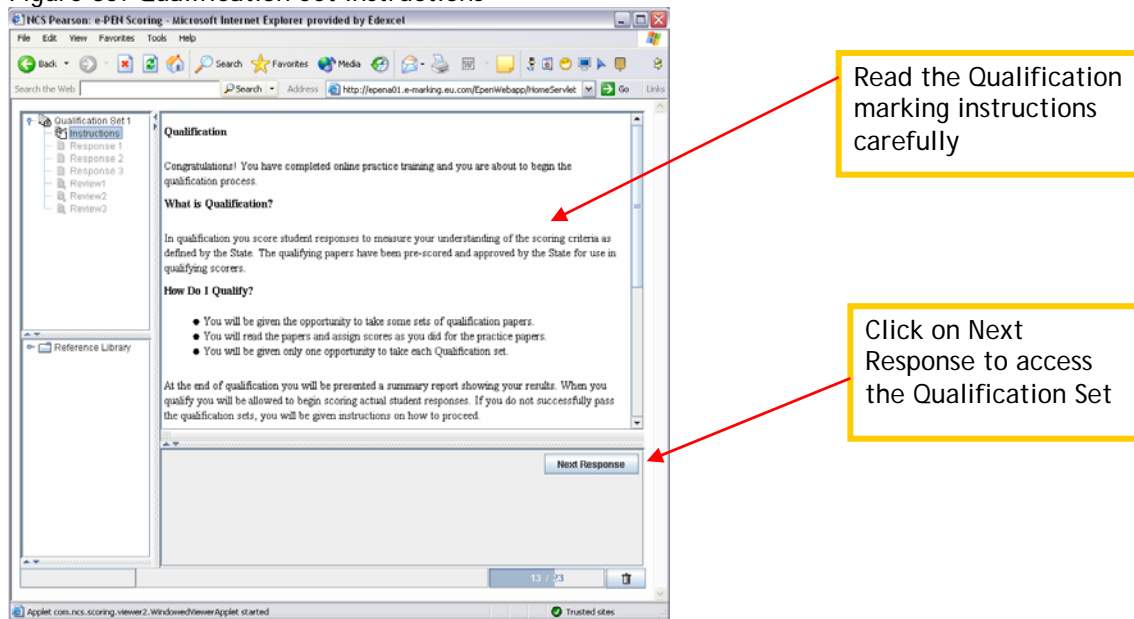 NCS Pearson: e-PEN Scoring - Microsoft Internet Explorer provided by Edexcel
File Edit View Favorites Tools Help
Back Search Favorites Media
Search the Web Search Address http://epena01.e-marking.eu.com/EpenWebapp/HomeServlet Go Links
Qualification Set 1
Instructions
Response 1
Response 2
Response 3
Review1
Review2
Review3
Reference Library
Qualification
Congratulations! You have completed online practice training and you are about to begin the
qualification process.
What is Qualification?
In qualification you score student responses to measure your understanding of the scoring criteria as
defined by the State. The qualifying papers have been pre-scored and approved by the State for use in
qualifying scorers.
How Do I Qualify?
● You will be given the opportunity to take some sets of qualification papers.
● You will read the papers and assign scores as you did for the practice papers.
● You will be given only one opportunity to take each Qualification set.
At the end of qualification you will be presented a summary report showing your results. When you
qualify you will be allowed to begin scoring actual student responses. If you do not successfully pass
the qualification sets, you will be given instructions on how to proceed.
Next Response
13 / 23
Applet com.ncs.scoring.viewer2.WindowedViewerApplet started Trusted sites
Read the Qualification
marking instructions
carefully
Click on Next
Response to access
the Qualification Set